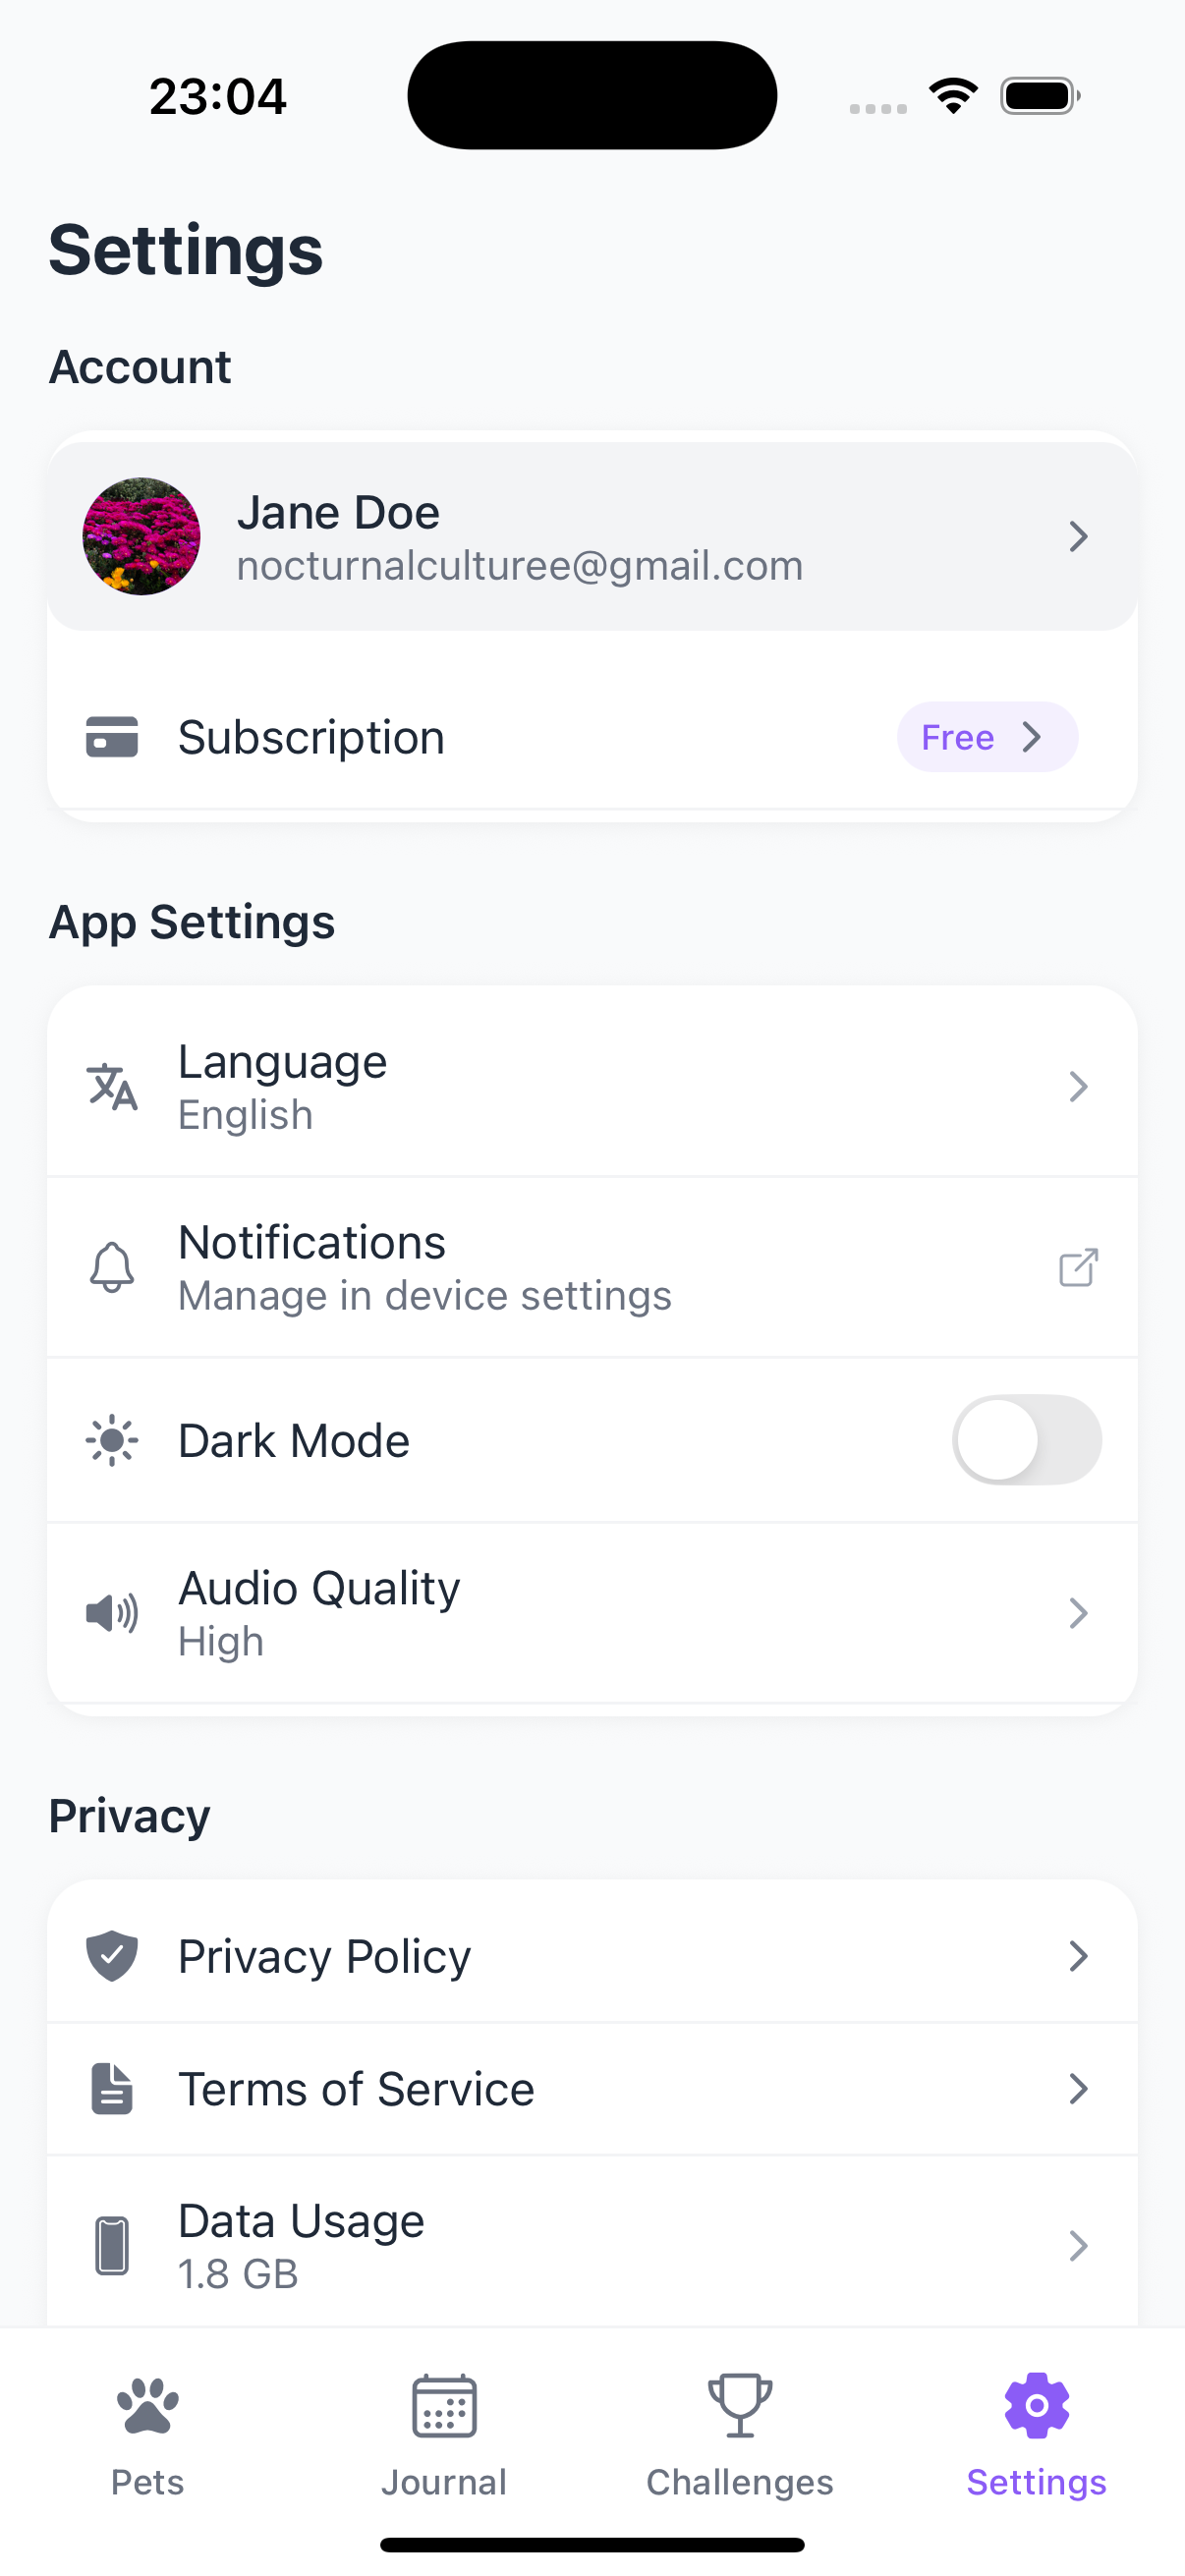 23:04
Settings
Account
Jane Doe
nocturnalculturee@gmail.com
Subscription
Free
App Settings
Language
English
Notifications
Manage in device settings
Dark Mode
Audio Quality
High
Privacy
Privacy Policy
Terms of Service
Data Usage
1.8 GB
Pets
Journal
Challenges
Settings